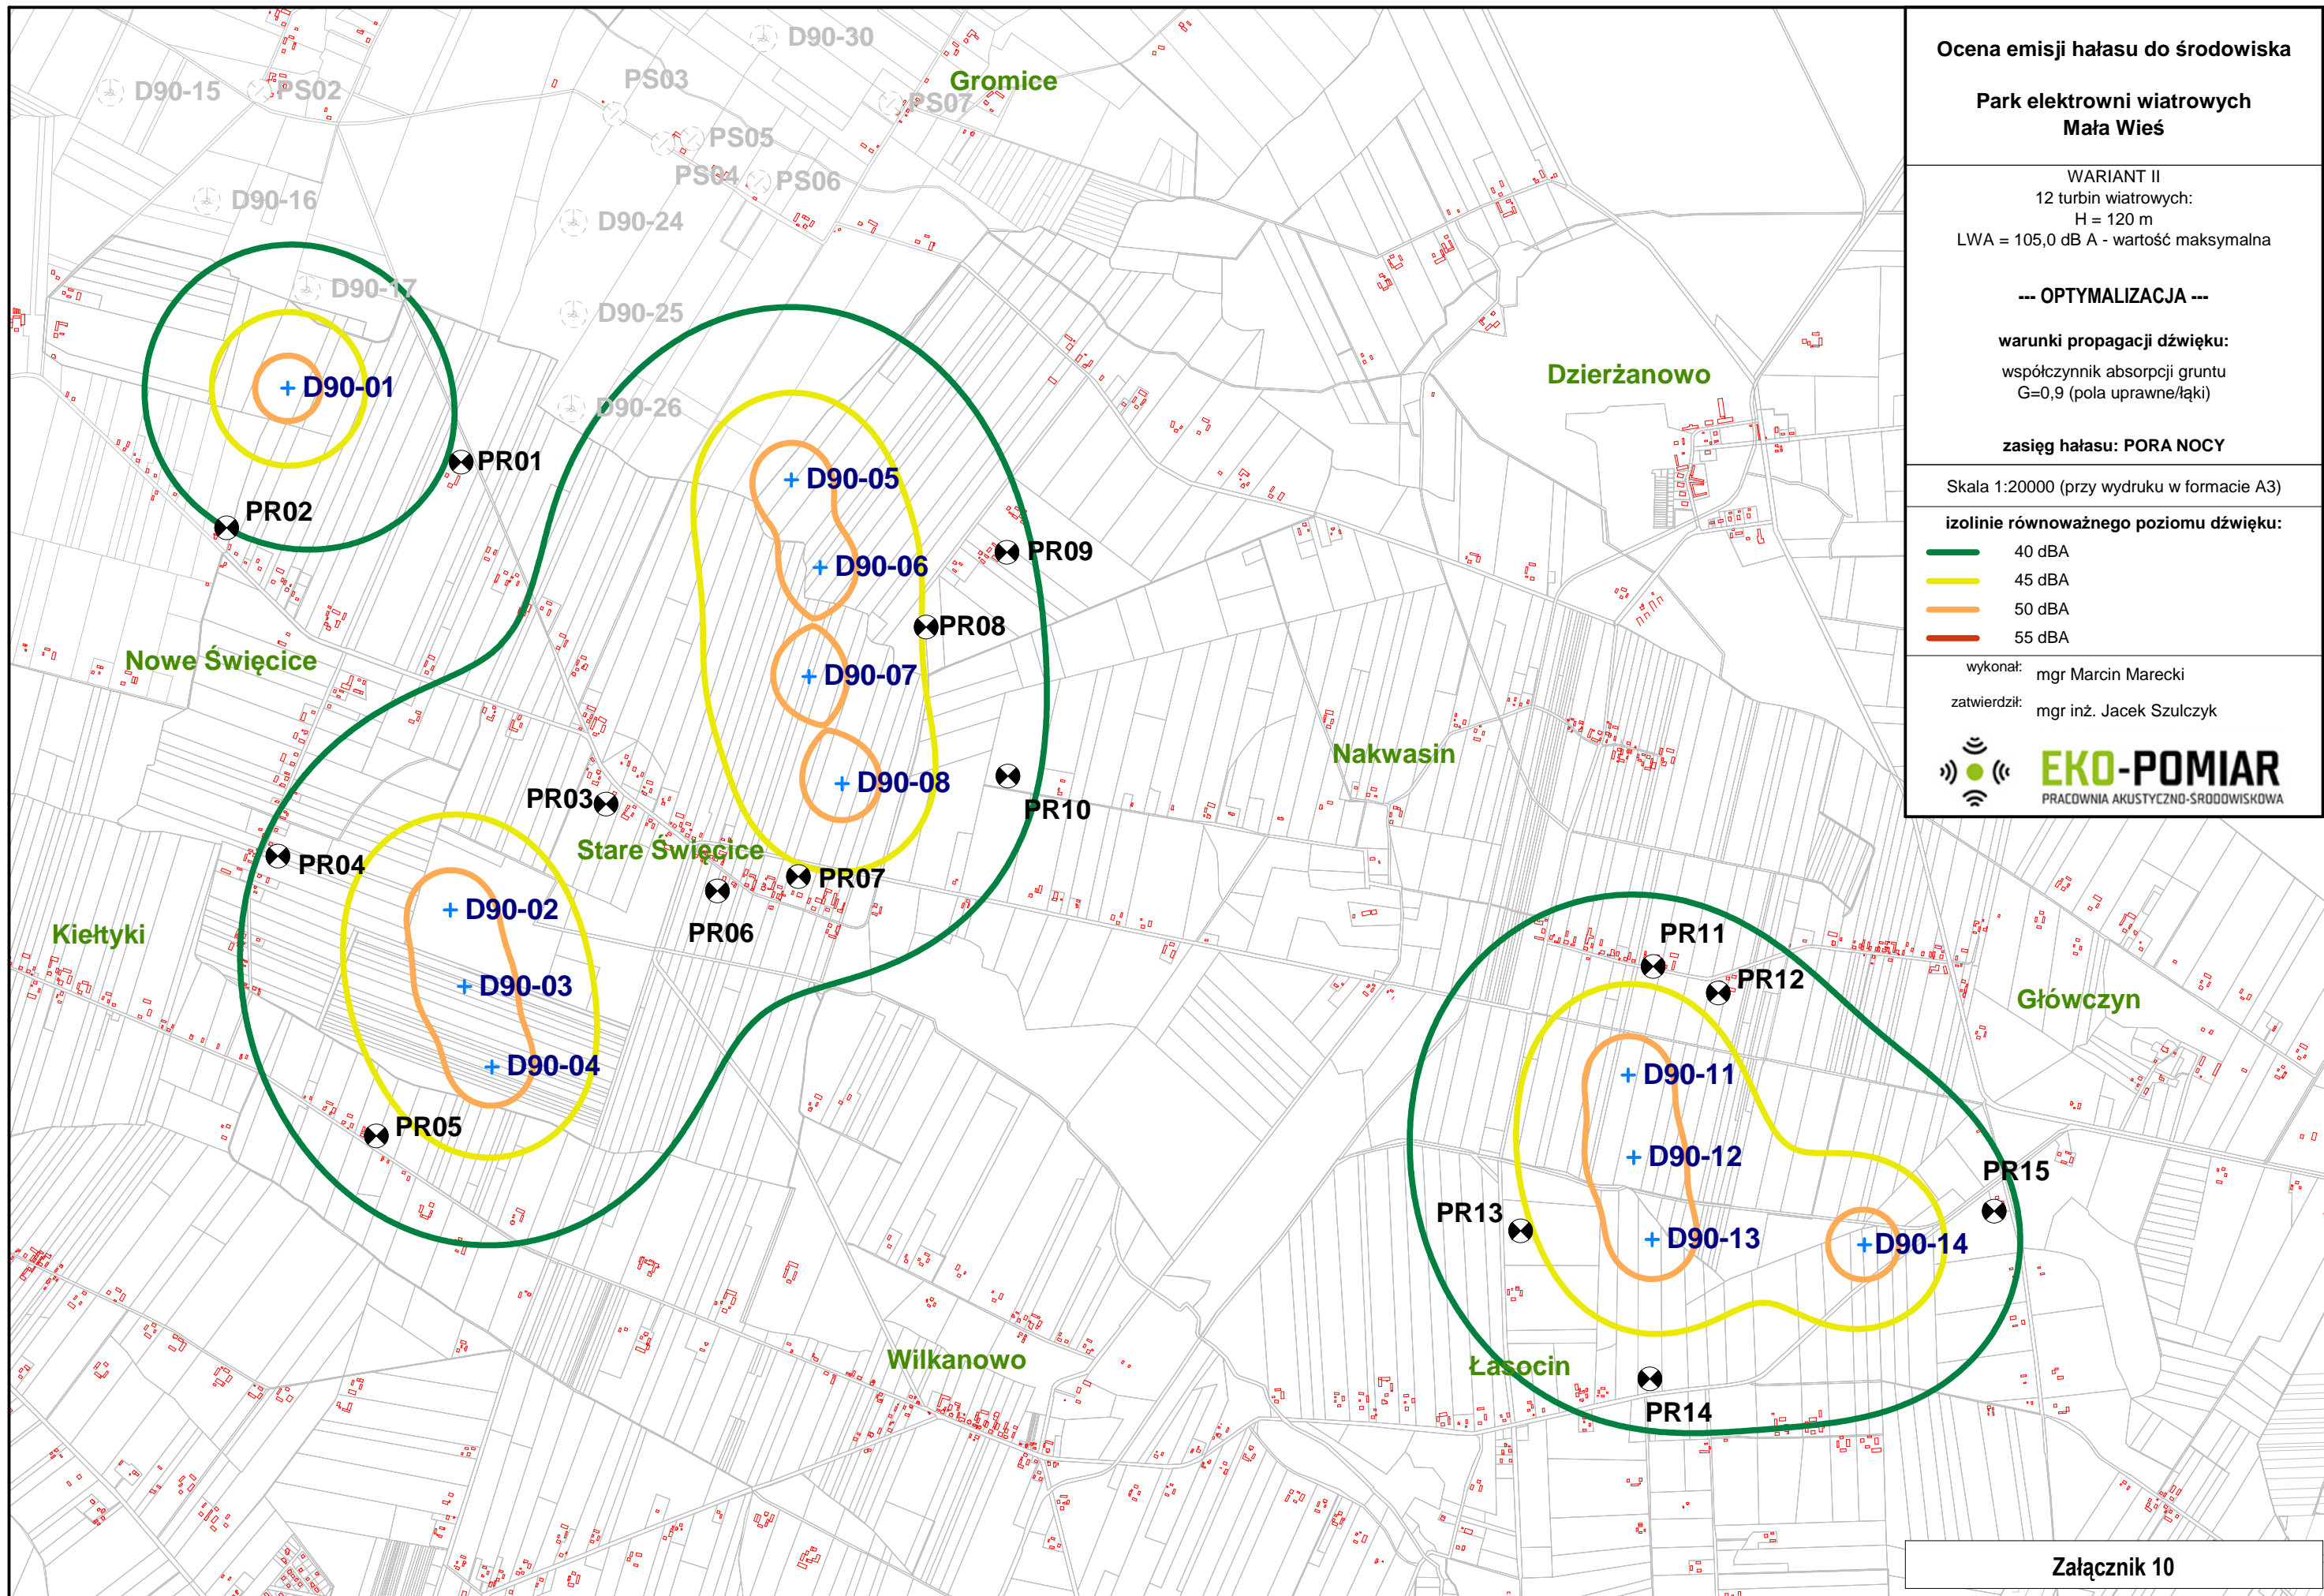 Ocena emisji hałasu do środowiska
Park elektrowni wiatrowych
Mała Wieś
WARIANT II
12 turbin wiatrowych:
H = 120 m
LWA = 105,0 dB A - wartość maksymalna
--- OPTYMALIZACJA ---
warunki propagacji dźwięku:
współczynnik absorpcji gruntu
G=0,9 (pola uprawne/łąki)
zasięg hałasu: PORA NOCY
Skala 1:20000 (przy wydruku w formacie A3)
izolinie równoważnego poziomu dźwięku:
40 dBA
45 dBA
50 dBA
55 dBA
wykonał: mgr Marcin Marecki
zatwierdził: mgr inż. Jacek Szulczyk
EKO-POMIAR
PRACOWNIA AKUSTYCZNO-ŚRODOWISKOWA
D90-30
PS03
Gromice
D90-15
PS02
PS07
PS05
PS04
PS06
D90-16
D90-24
D90-17
D90-25
D90-01
Dzierżanowo
D90-26
PR01
D90-05
PR02
PR09
D90-06
PR08
Nowe Święcice
D90-07
Nakwasin
D90-08
PR03
PR10
Stare Święcice
PR04
PR07
D90-02
PR06
Kiełtyki
PR11
PR12
D90-03
Główczyn
D90-04
D90-11
PR05
D90-12
PR15
PR13
D90-13
D90-14
Wilkanowo
Łasocin
PR14
Załącznik 10